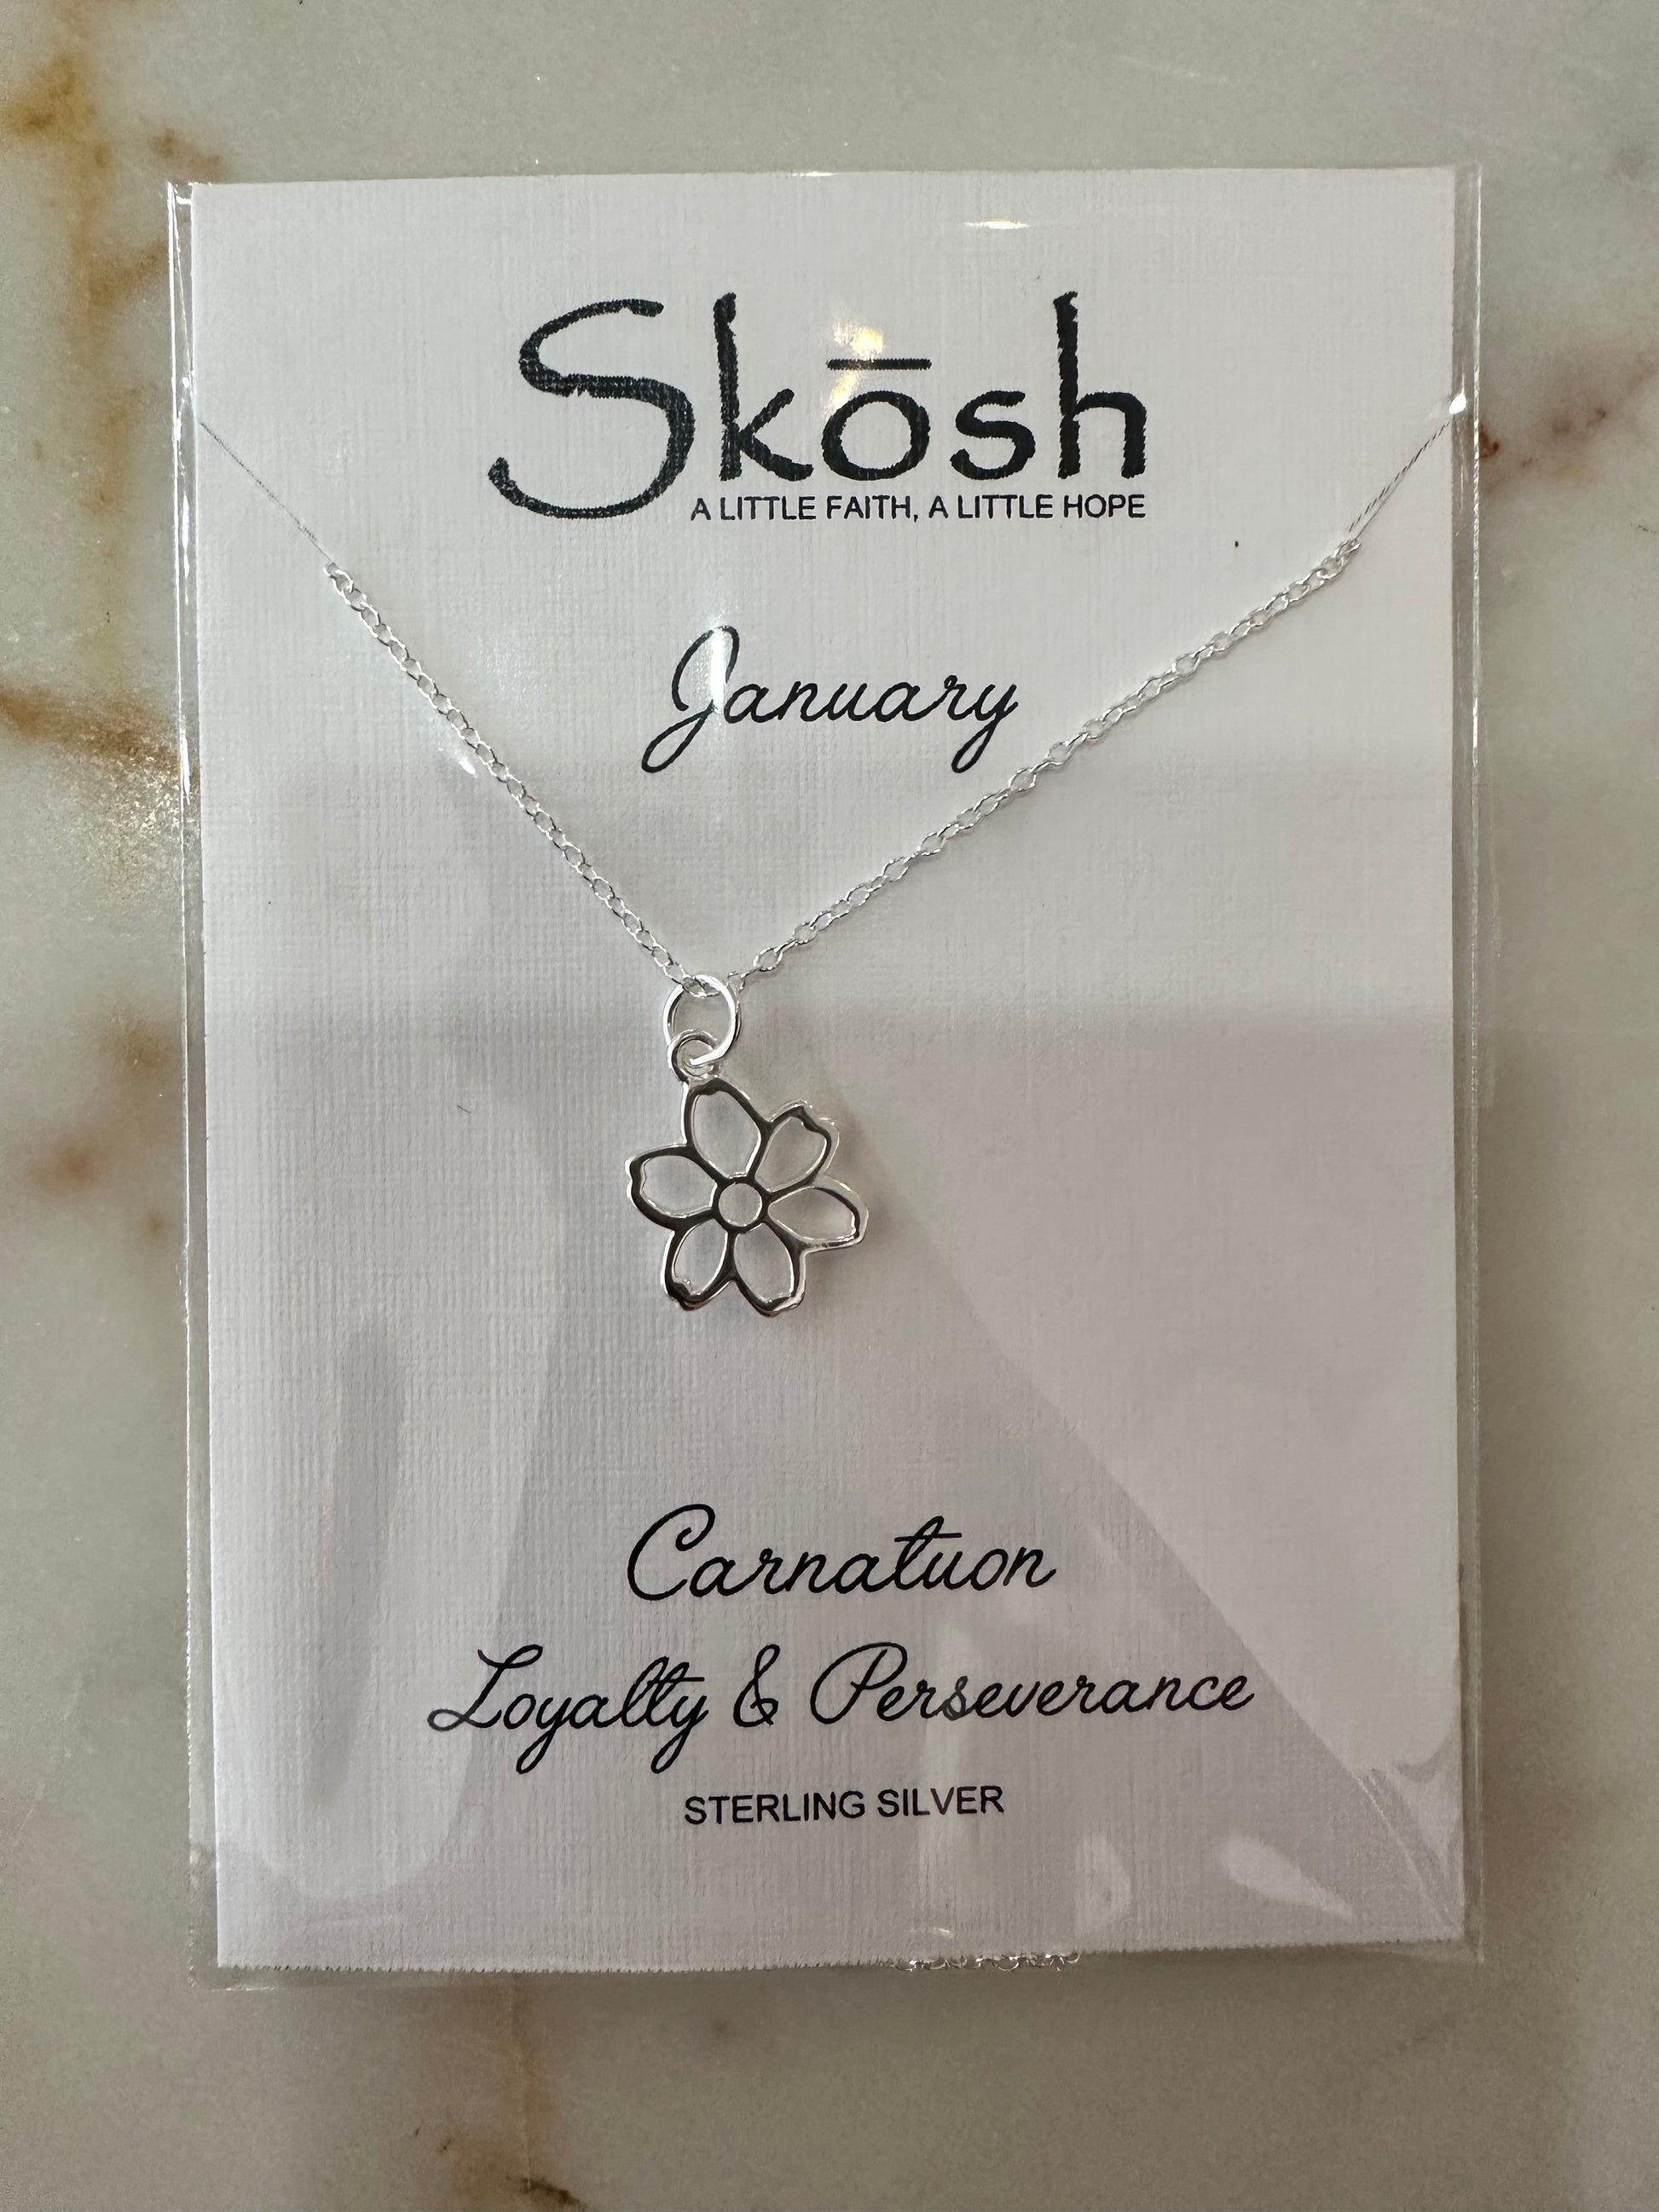 Skōsh
A LITTLE FAITH, A LITTLE HOPE
January
Carnatuon
Loyalty & Perseverance
STERLING SILVER